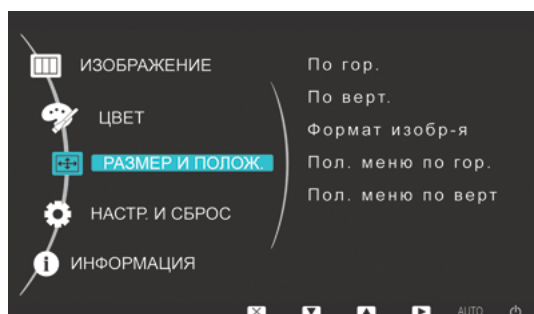 ИЗОБРАЖЕНИЕ
ЦВЕТ
РАЗМЕР И ПОЛОЖ.
НАСТР. И СБРОС
ИНФОРМАЦИЯ
По гор.
По верт.
Формат изобр-я
Пол. меню по гор.
Пол. меню по верт
AUTO